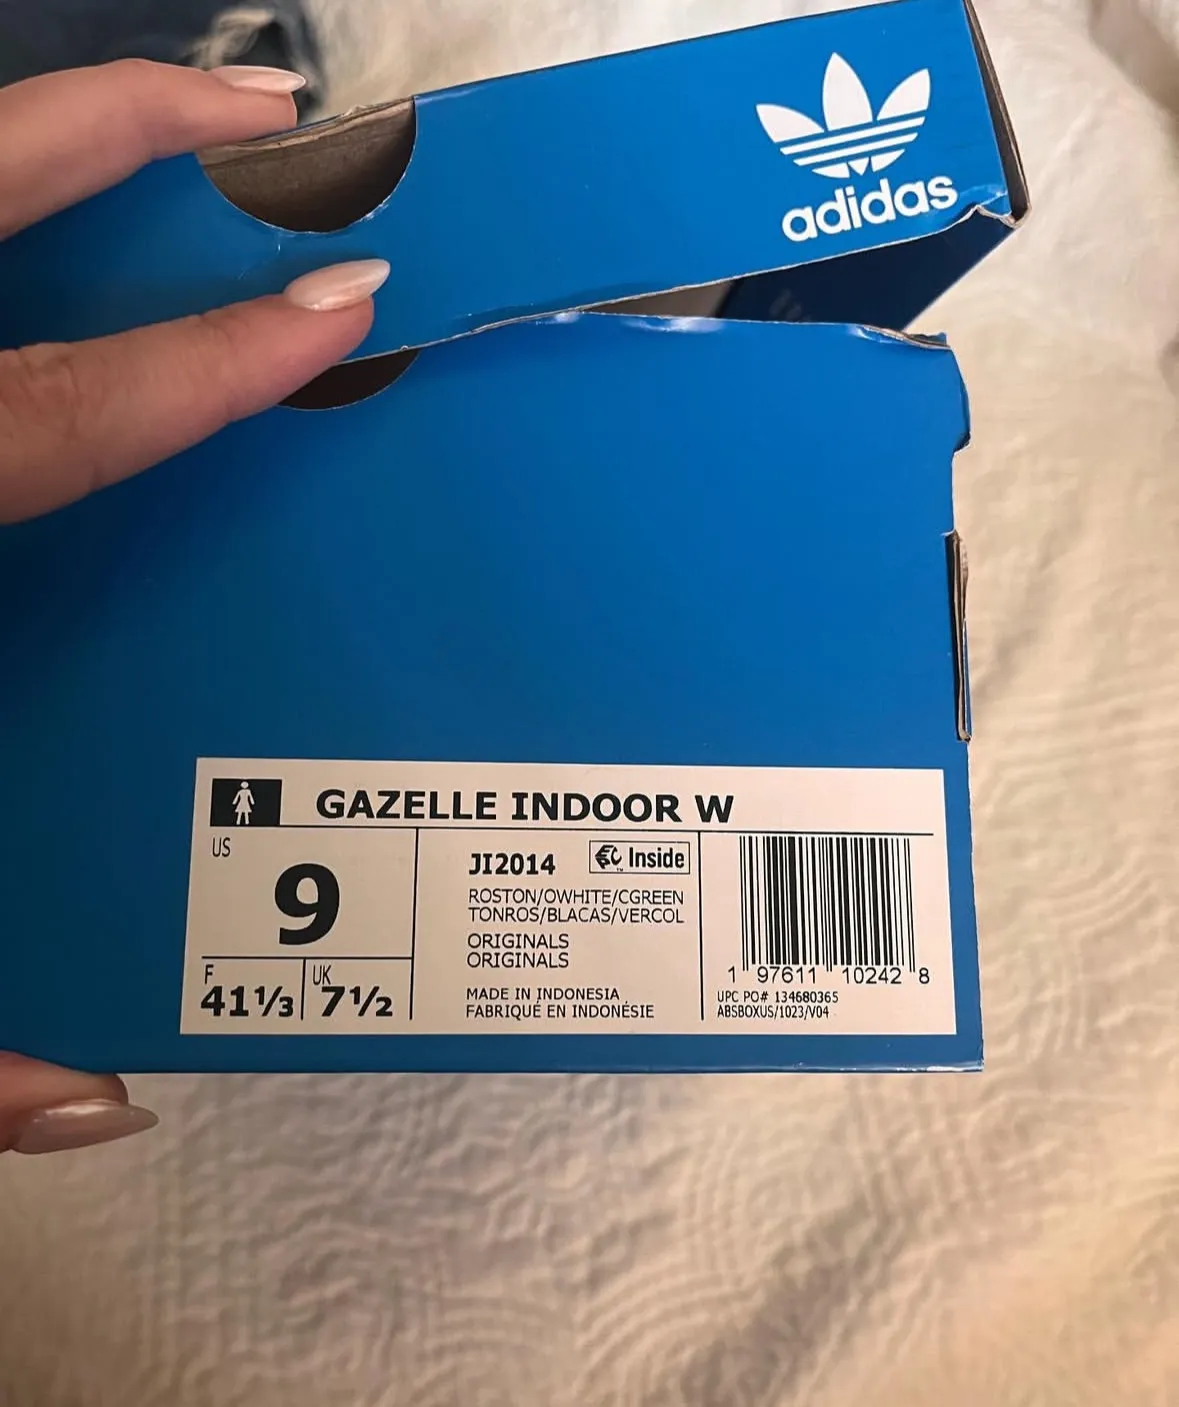 adidas
GAZELLE INDOOR W
US
9
F
41⅓
UK
7½
JI2014
Inside
ROSTON/OWHITE/CGREEN
TONROS/BLACAS/VERCOL
ORIGINALS
ORIGINALS
MADE IN INDONESIA
FABRIQUÉ EN INDONÉSIE
1 97611 10242 8
UPC PO# 134680365
ABSBOXUS/1023/V04